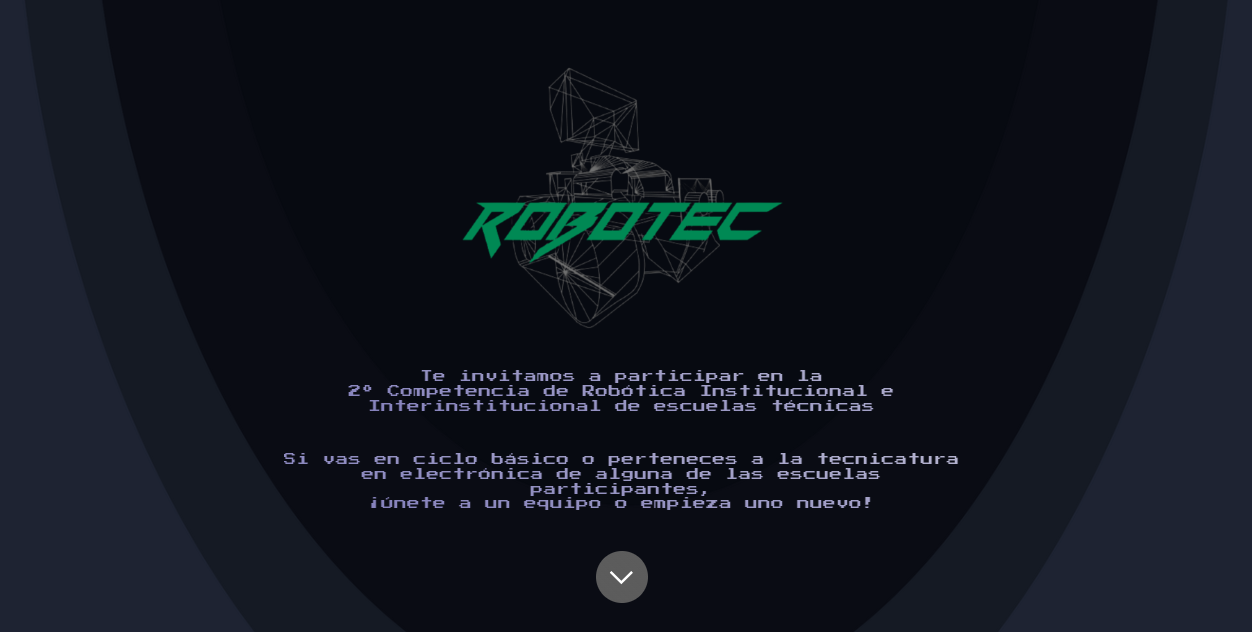 ROBOTEC
Te invitamos a participar en la
2º Competencia de Robótica Institucional e
Interinstitucional de escuelas técnicas
Si vas en ciclo básico o perteneces a la tecnicatura
en electrónica de alguna de las escuelas
participantes,
¡únete a un equipo o empieza uno nuevo!